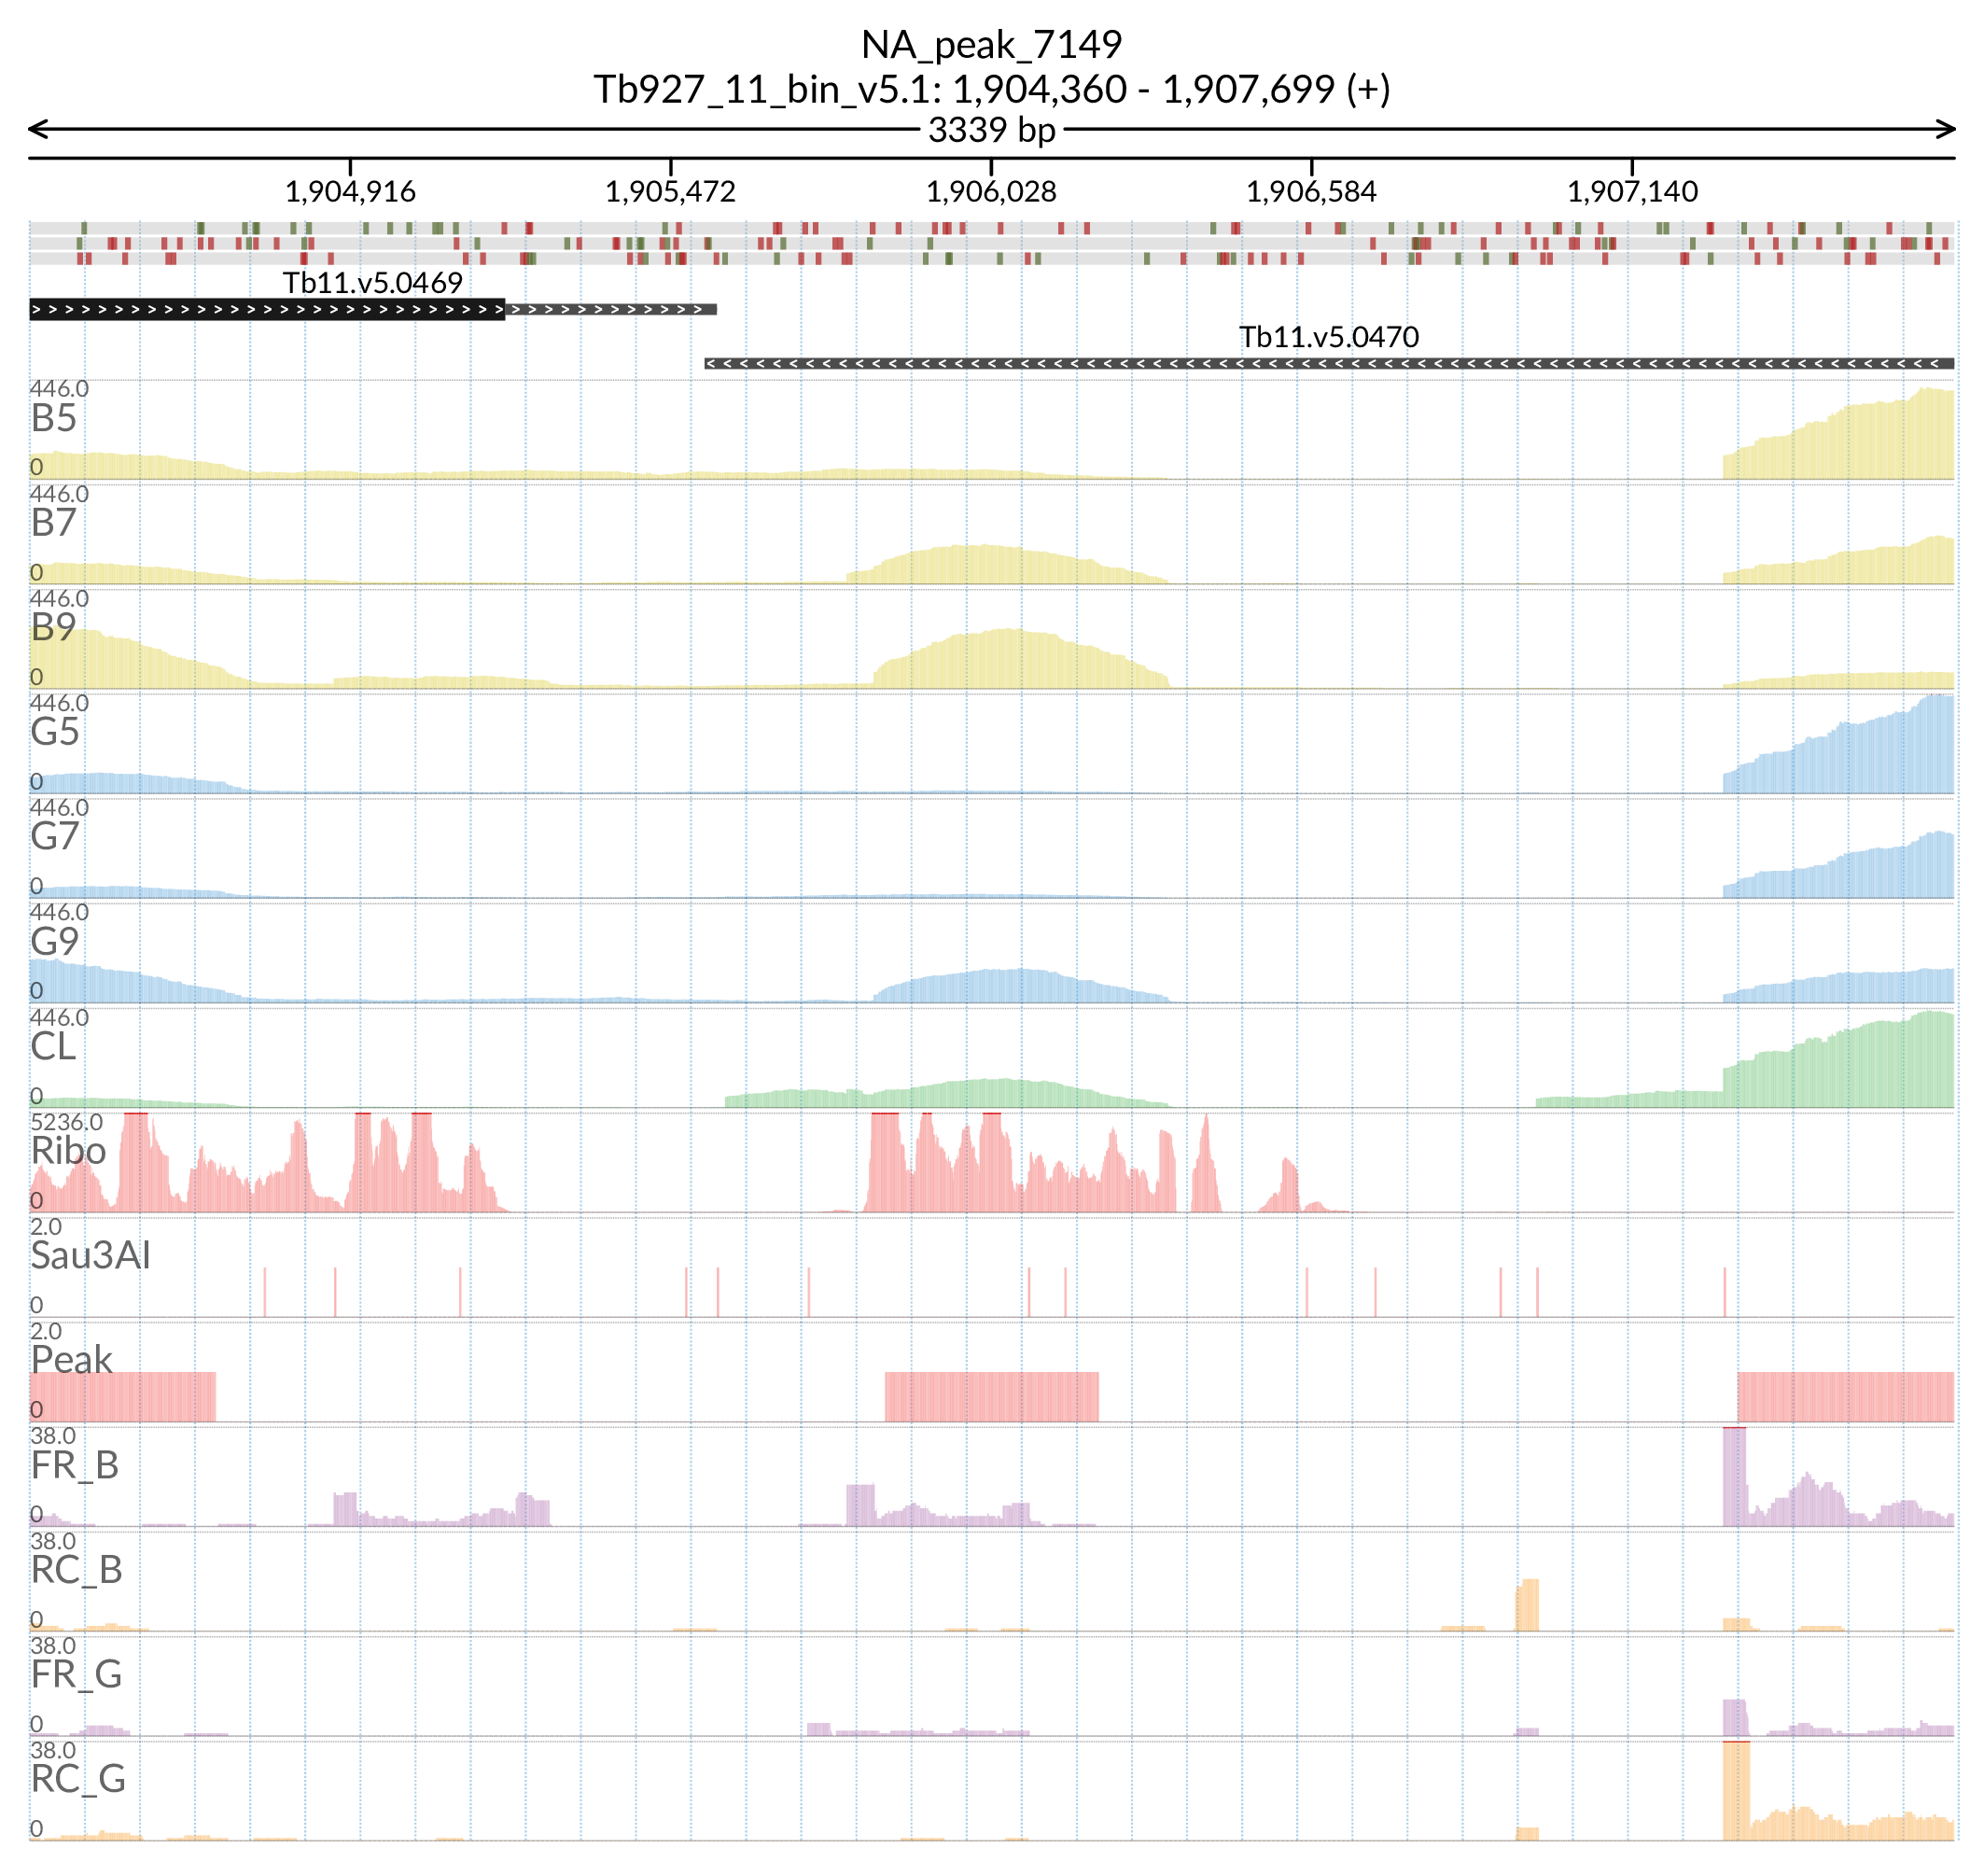 NA_peak_7149
Tb927_11_bin_v5.1: 1,904,360 - 1,907,699 (+)
3339 bp
1,904,916 1,905,472 1,906,028 1,906,584 1,907,140
Tb11.v5.0469
Tb11.v5.0470
446.0
B5
0
446.0
B7
0
446.0
B9
0
446.0
G5
0
446.0
G7
0
446.0
G9
0
446.0
CL
0
5236.0
Ribo
0
2.0
Sau3AI
0
2.0
Peak
0
38.0
FR_B
0
38.0
RC_B
0
38.0
FR_G
0
38.0
RC_G
0